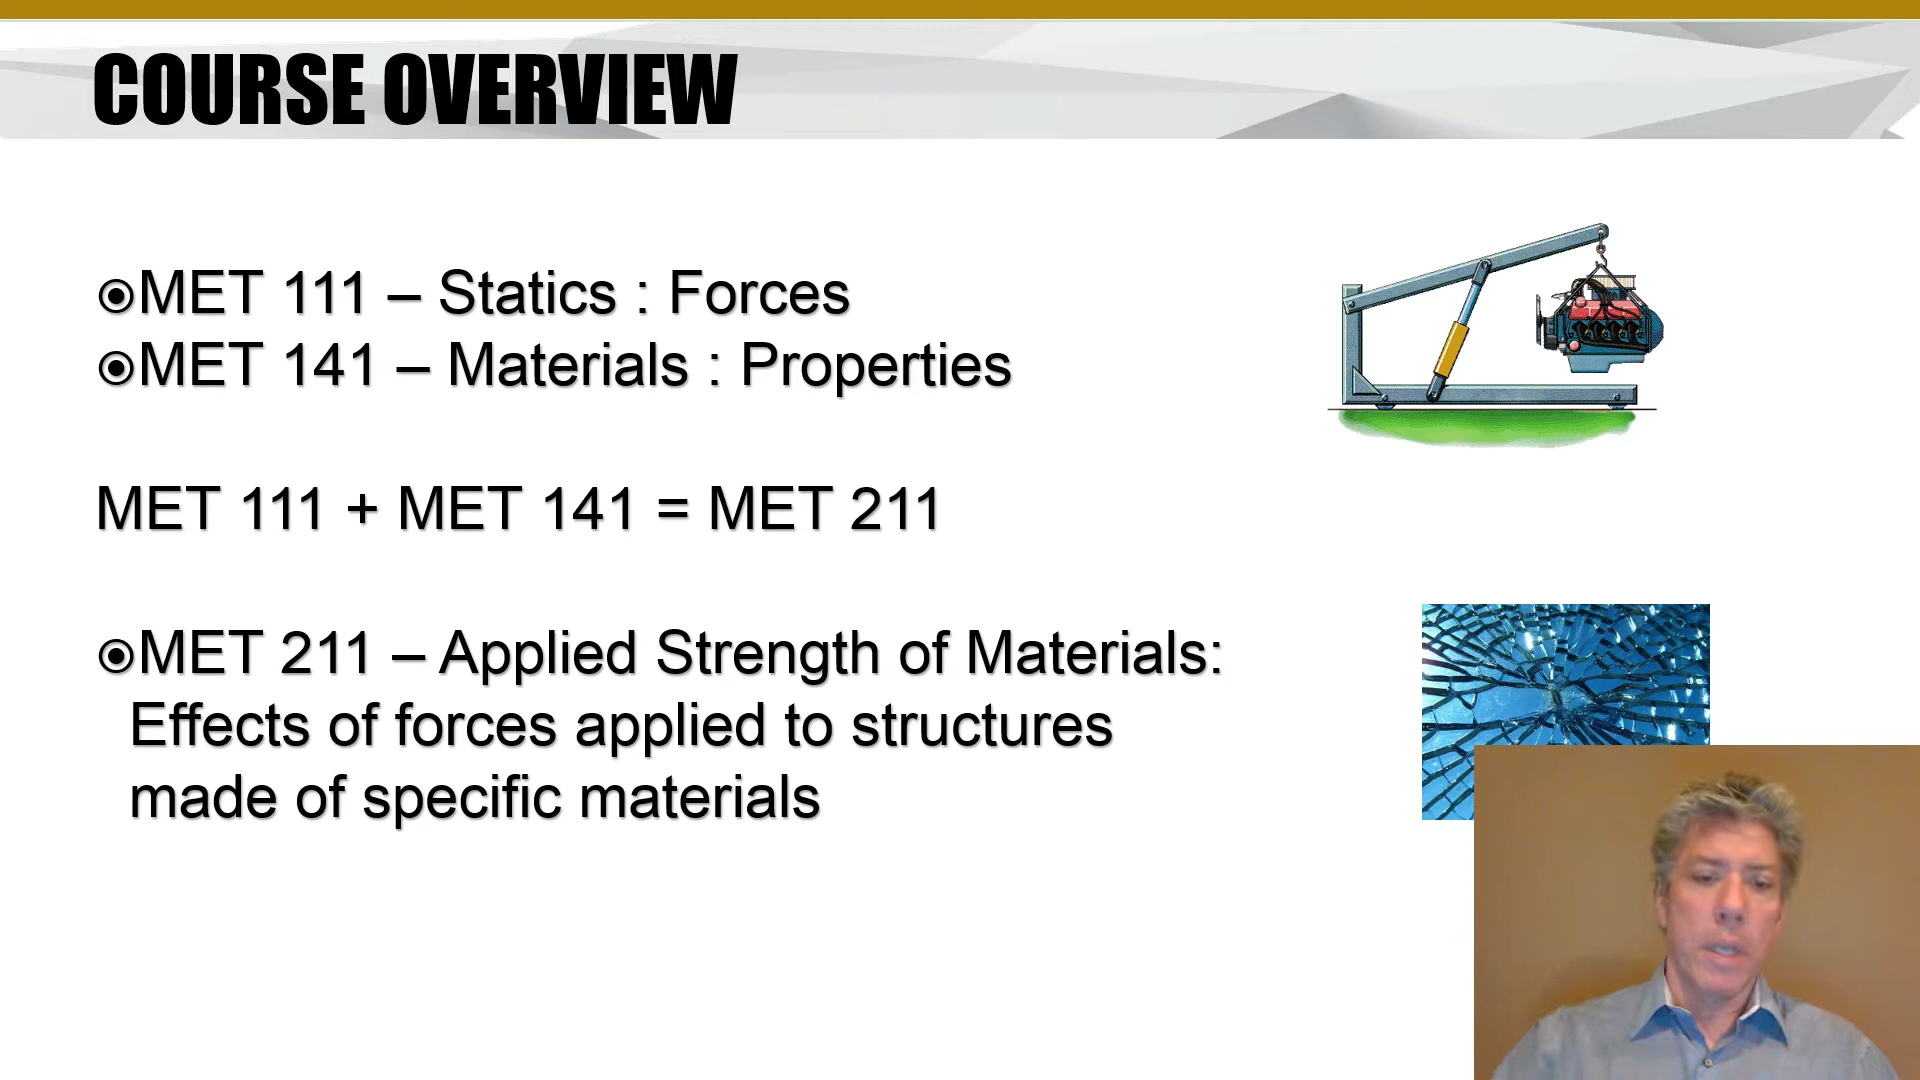 COURSE OVERVIEW
⦿MET 111 – Statics : Forces
⦿MET 141 – Materials : Properties
MET 111 + MET 141 = MET 211
⦿MET 211 – Applied Strength of Materials:
Effects of forces applied to structures
made of specific materials